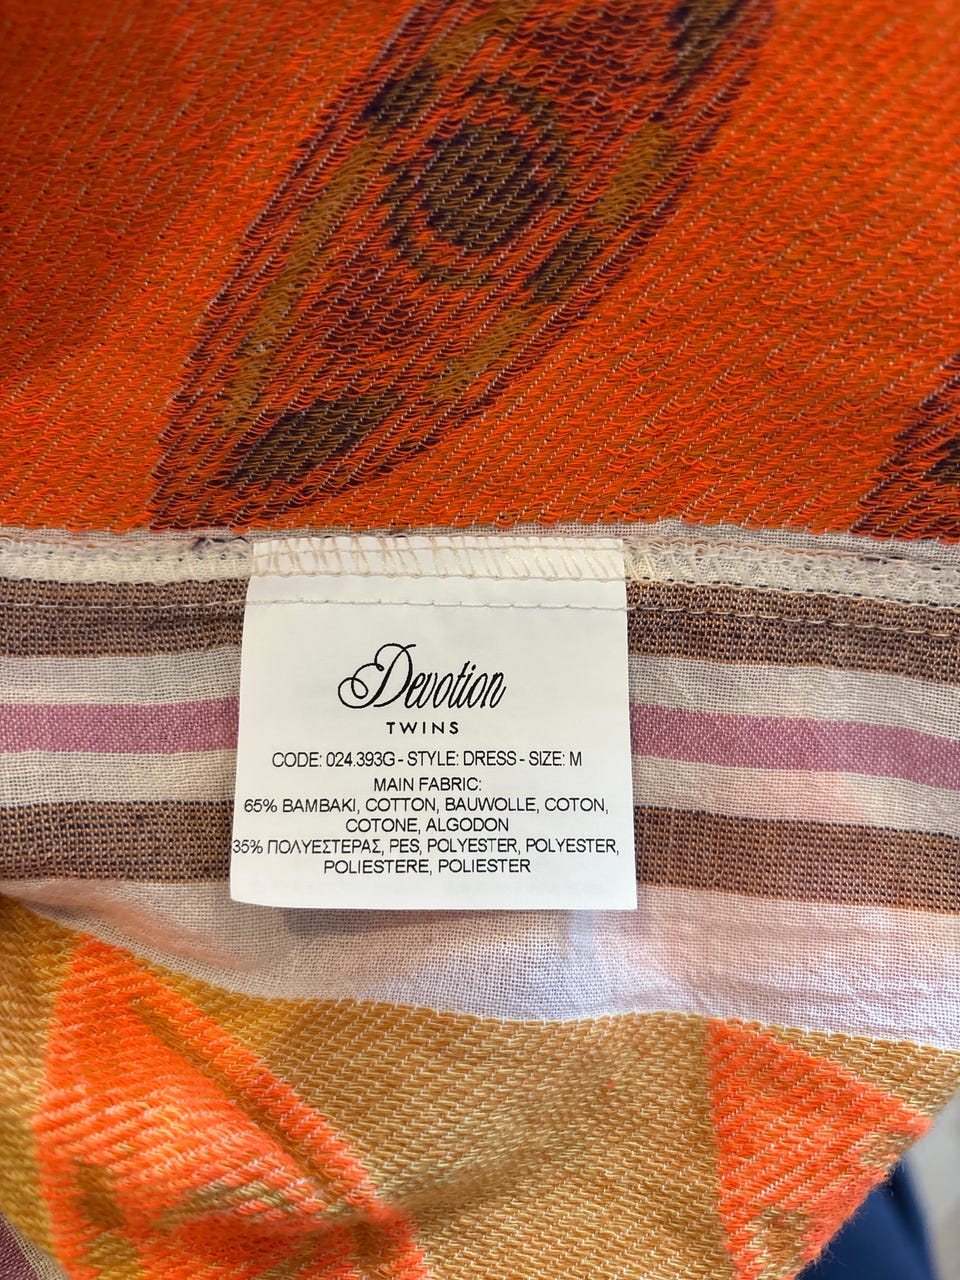 Devotion
TWINS
CODE: 024.393G - STYLE: DRESS - SIZE: M
MAIN FABRIC:
65% BAMBAKI, COTTON, BAUWOLLE, COTON,
COTONE, ALGODON
35% ΠΟΛΥΕΣΤΕΡΑΣ, PES, POLYESTER, POLYESTER,
POLIESTERE, POLIESTER